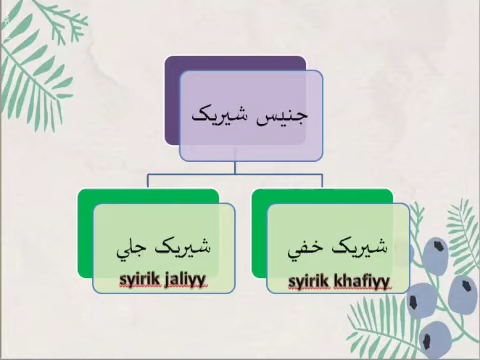 جنيس شيريک
شيريک خفي
syirik khafiyy
شيريک جلي
syirik jaliyy